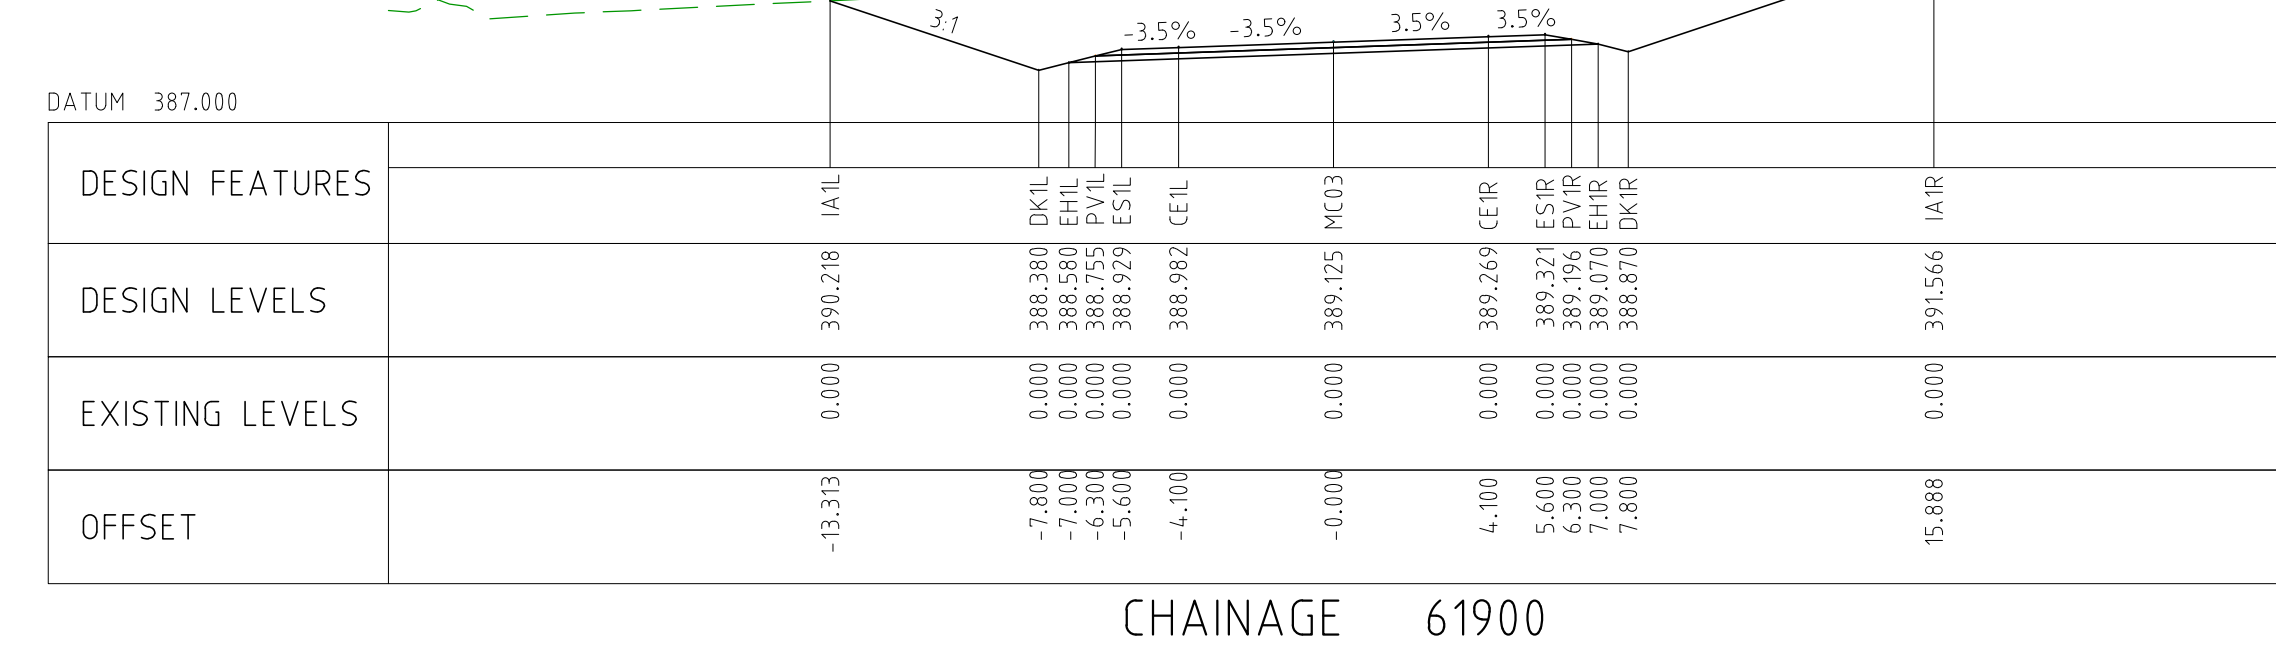 3:1
-3.5% -3.5% 3.5% 3.5%
DATUM 387.000
DESIGN FEATURES IA1L DK1L EH1L PV1L ES1L CE1L MC03 CE1R ES1R PV1R EH1R DK1R IA1R
DESIGN LEVELS 390.218 388.380 388.580 388.755 388.929 388.982 389.125 389.269 389.321 389.196 389.070 388.870 391.566
EXISTING LEVELS 0.000 0.000 0.000 0.000 0.000 0.000 0.000 0.000 0.000 0.000 0.000 0.000 0.000
OFFSET -13.313 -7.800 -7.000 -6.300 -5.600 -4.100 -0.000 4.100 5.600 6.300 7.000 7.800 15.888
CHAINAGE 61900